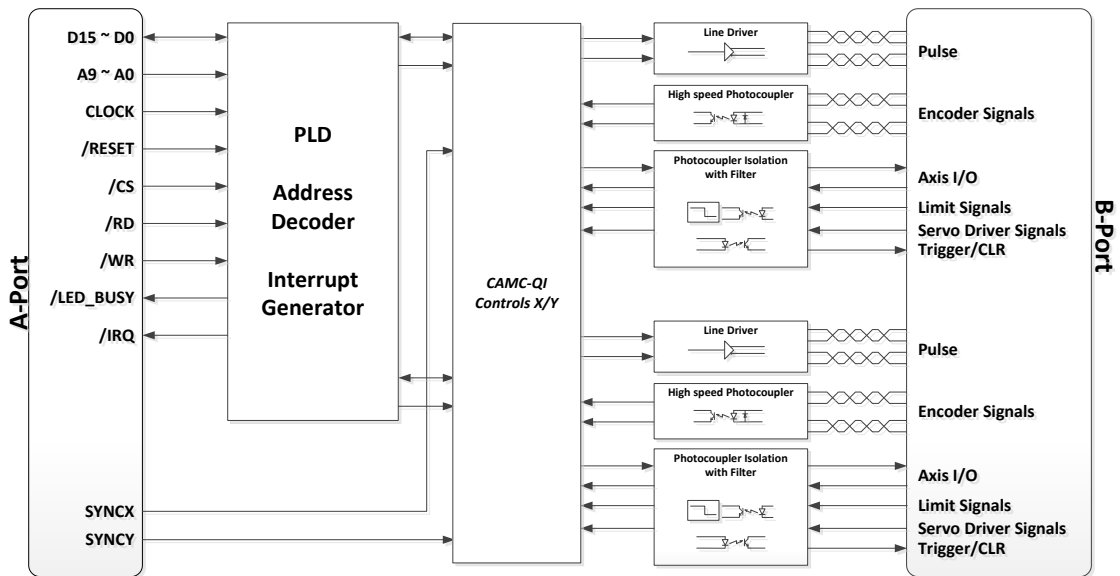 A-Port
D15 ~ D0
A9 ~ A0
CLOCK
/RESET
/CS
/RD
/WR
/LED_BUSY
/IRQ
SYNCX
SYNCY
PLD
Address
Decoder
Interrupt
Generator
CAMC-QI
Controls X/Y
Line Driver
High speed Photocoupler
Photocoupler Isolation
with Filter
Line Driver
High speed Photocoupler
Photocoupler Isolation
with Filter
Pulse
Encoder Signals
Axis I/O
Limit Signals
Servo Driver Signals
Trigger/CLR
Pulse
Encoder Signals
Axis I/O
Limit Signals
Servo Driver Signals
Trigger/CLR
B-Port